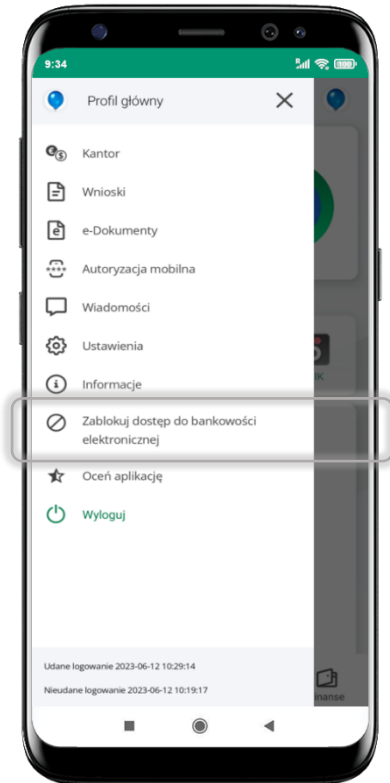 9:34
Profil główny
Kantor
Wnioski
e-Dokumenty
Autoryzacja mobilna
Wiadomości
Ustawienia
Informacje
Zablokuj dostęp do bankowości
elektronicznej
Oceń aplikację
Wyloguj
Udane logowanie 2023-06-12 10:29:14
Nieudane logowanie 2023-06-12 10:19:17